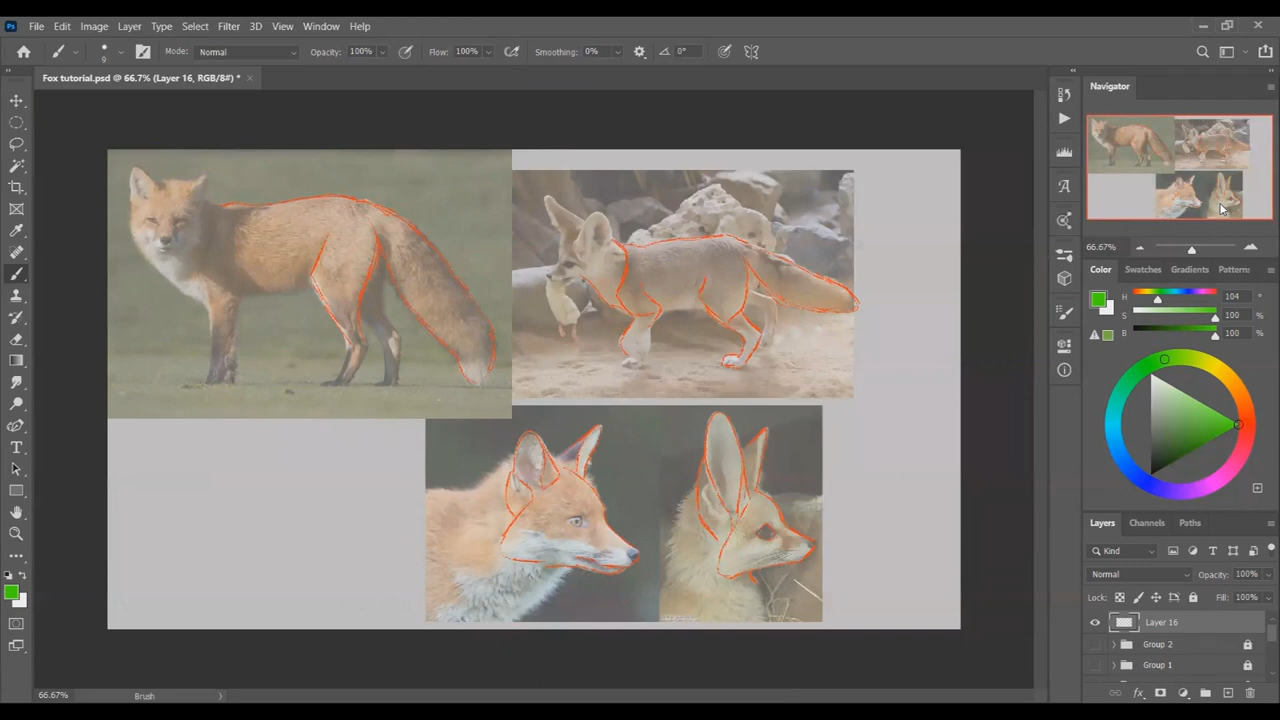 Ps File Edit Image Layer Type Select Filter 3D View Window Help
9 Mode: Normal Opacity: 100% Flow: 100% Smoothing: 0% 0°
Fox tutorial.psd @ 66.7% (Layer 16, RGB/8#) *
Navigator
66.67%
Color Swatches Gradients Patterns
H 104 °
S 100 %
B 100 %
Layers Channels Paths
Kind
Normal Opacity: 100%
Lock: Fill: 100%
Layer 16
Group 2
Group 1
66.67% Brush